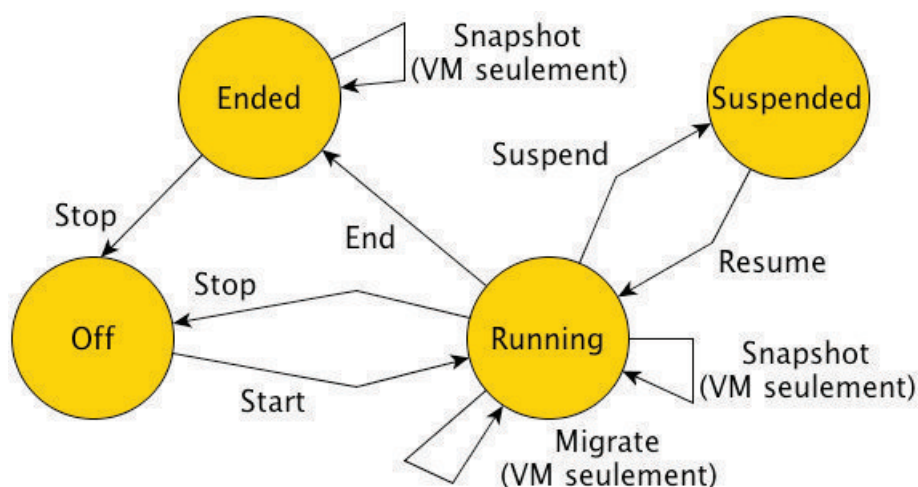 Snapshot
(VM seulement)
Ended
Suspended
Suspend
Stop
End
Resume
Stop
Off
Running
Snapshot
(VM seulement)
Start
Migrate
(VM seulement)